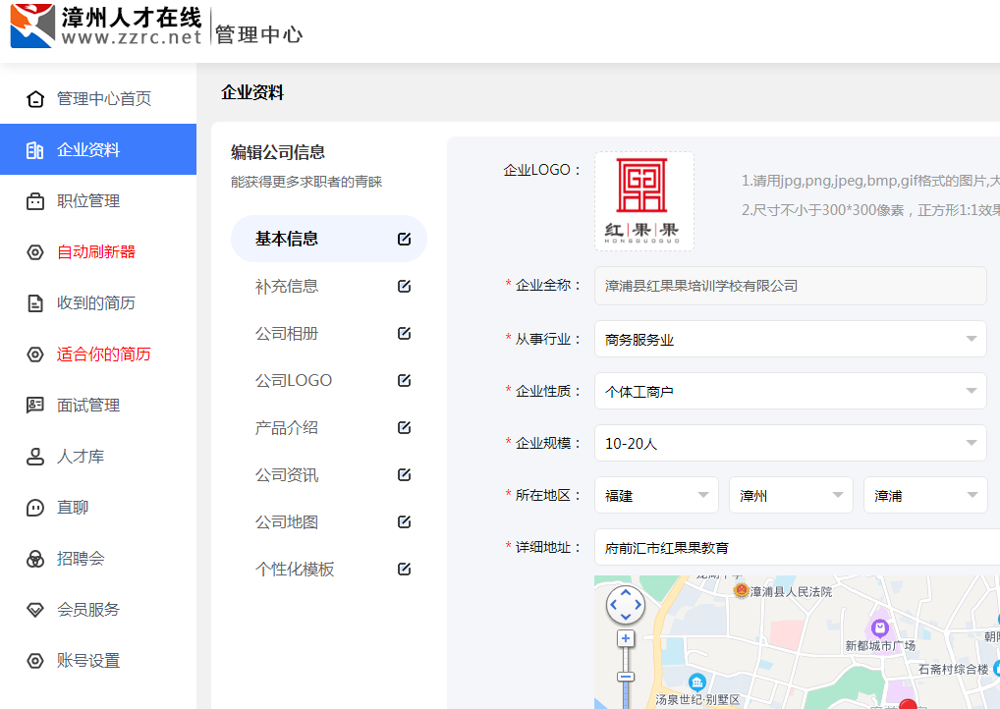 漳州人才在线
www.zzrc.net
管理中心
管理中心首页
企业资料
职位管理
自动刷新器
收到的简历
适合你的简历
面试管理
人才库
直聊
招聘会
会员服务
账号设置
企业资料
编辑公司信息
能获得更多求职者的青睐
基本信息
补充信息
公司相册
公司LOGO
产品介绍
公司资讯
公司地图
个性化模板
企业LOGO：
红|果|果
HONGGUOGUO
1.请用jpg,png,jpeg,bmp,gif格式的图片,大
2.尺寸不小于300*300像素，正方形1:1效果
* 企业全称： 漳浦县红果果培训学校有限公司
* 从事行业： 商务服务业
* 企业性质： 个体工商户
* 企业规模： 10-20人
* 所在地区： 福建 漳州 漳浦
* 详细地址： 府前汇市红果果教育
漳浦县人民法院
新都城市广场
石斋村综合楼
汤泉世纪·别墅区